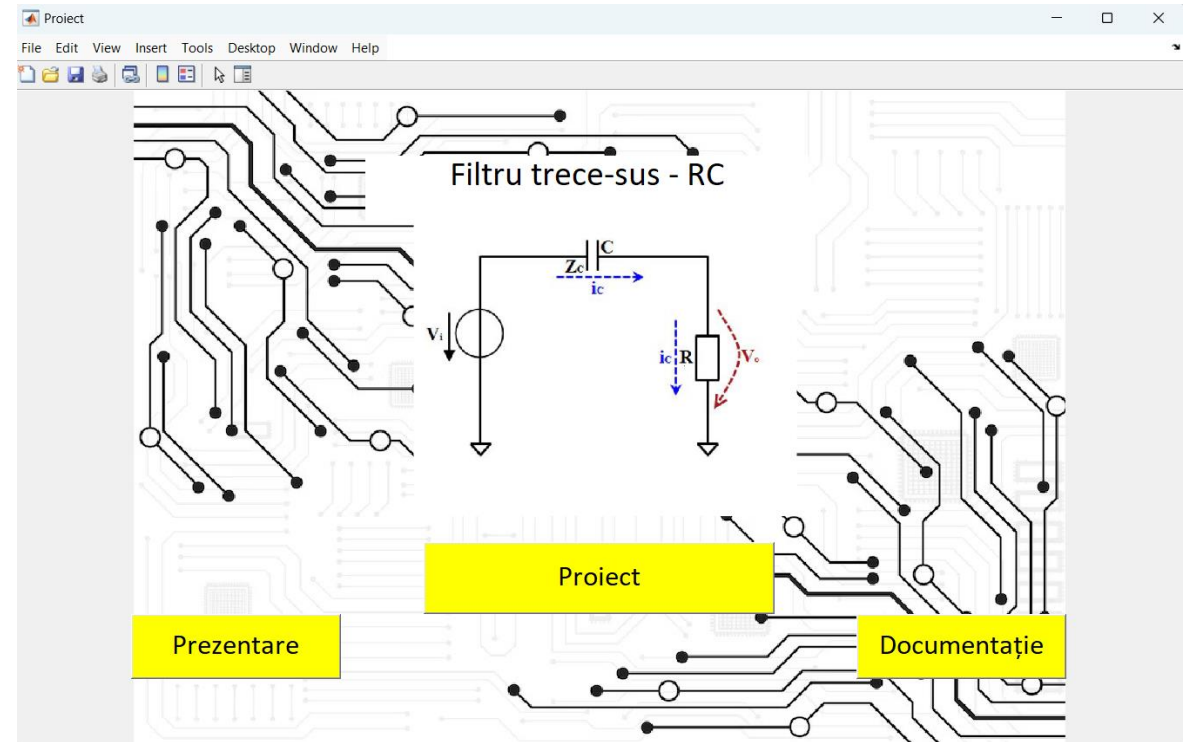 Proiect
File Edit View Insert Tools Desktop Window Help
Filtru trece-sus - RC
C
Zc
ic
Vi
ic R Vo
Proiect
Prezentare
Documentație